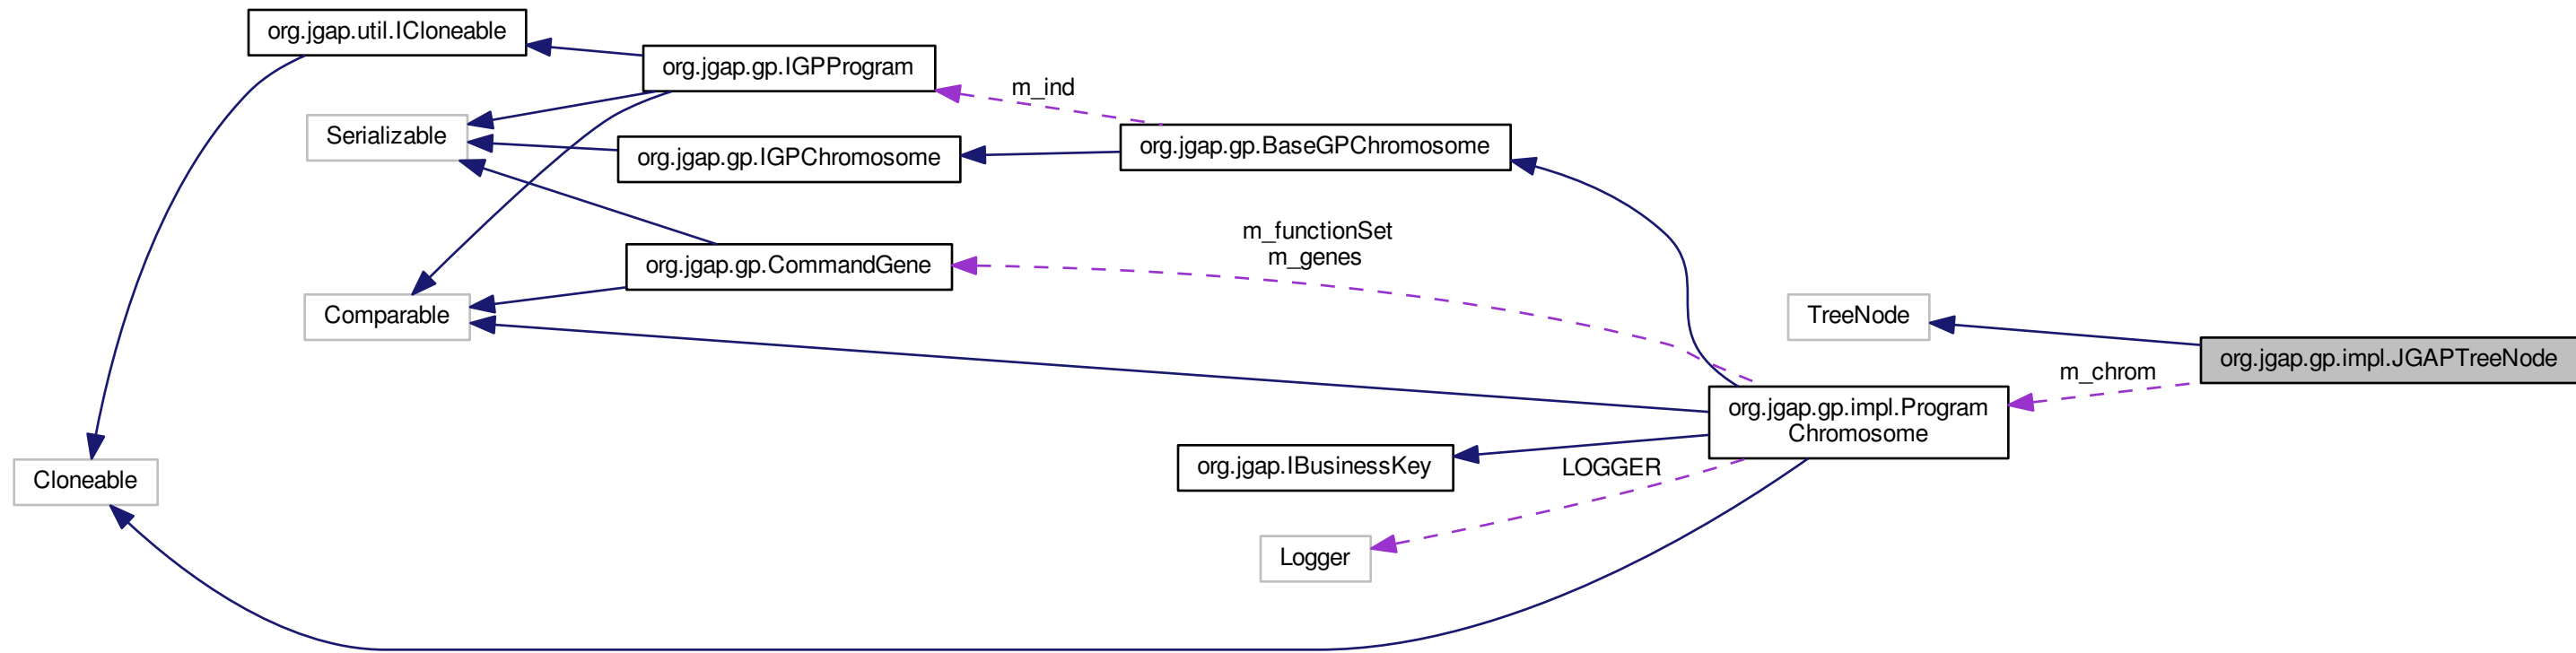 org.jgap.util.ICloneable
org.jgap.gp.IGPProgram
m_ind
Serializable
org.jgap.gp.IGPChromosome
org.jgap.gp.BaseGPChromosome
m_functionSet
m_genes
org.jgap.gp.CommandGene
Comparable
TreeNode
org.jgap.gp.impl.JGAPTreeNode
m_chrom
org.jgap.gp.impl.Program
Chromosome
org.jgap.IBusinessKey
LOGGER
Cloneable
Logger